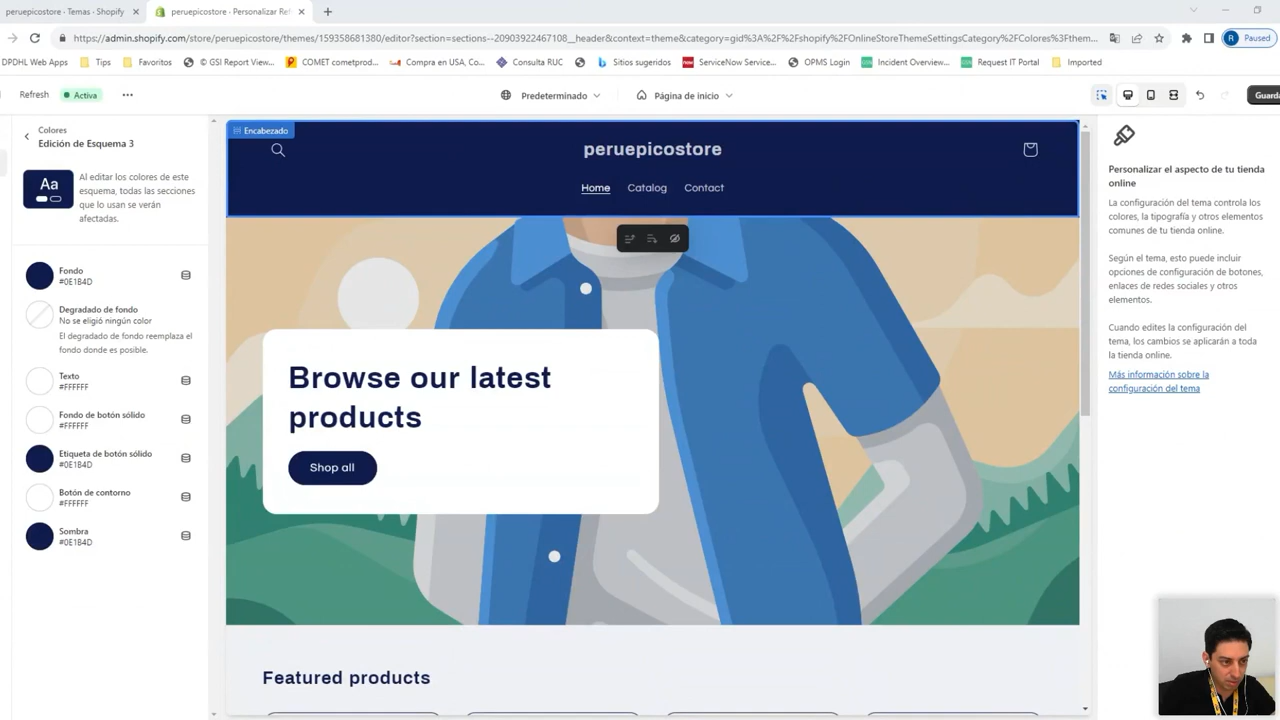 peruepicostore · Temas · Shopify
peruepicostore · Personalizar Ref
https://admin.shopify.com/store/peruepicostore/themes/159358681380/editor?section=sections--20903922467108__header&context=theme&category=gid%3A%2F%2Fshopify%2FOnlineStoreThemeSettingsCategory%2FColores%3Fthem...
Paused
DPDHL Web Apps
Tips
Favoritos
© GSI Report View...
COMET cometprod...
Compra en USA, Co...
Consulta RUC
Sitios sugeridos
ServiceNow Service...
OPMS Login
Incident Overview...
Request IT Portal
Imported
Refresh
Activa
Predeterminado
Página de inicio
Guarda
Colores
Edición de Esquema 3
Aa
Al editar los colores de este
esquema, todas las secciones
que lo usan se verán
afectadas.
Fondo
#0E1B4D
Degradado de fondo
No se eligió ningún color
El degradado de fondo reemplaza el
fondo donde es posible.
Texto
#FFFFFF
Fondo de botón sólido
#FFFFFF
Etiqueta de botón sólido
#0E1B4D
Botón de contorno
#FFFFFF
Sombra
#0E1B4D
Encabezado
peruepicostore
Home
Catalog
Contact
Browse our latest
products
Shop all
Featured products
Personalizar el aspecto de tu tienda
online
La configuración del tema controla los
colores, la tipografía y otros elementos
comunes de tu tienda online.
Según el tema, esto puede incluir
opciones de configuración de botones,
enlaces de redes sociales y otros
elementos.
Cuando edites la configuración del
tema, los cambios se aplicarán a toda
la tienda online.
Más información sobre la
configuración del tema